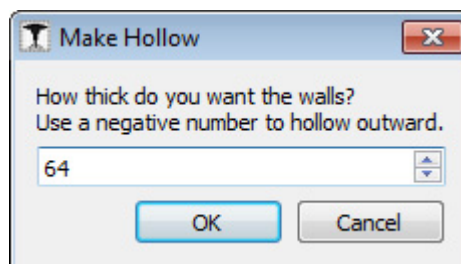 Make Hollow
How thick do you want the walls?
Use a negative number to hollow outward.
64
OK
Cancel